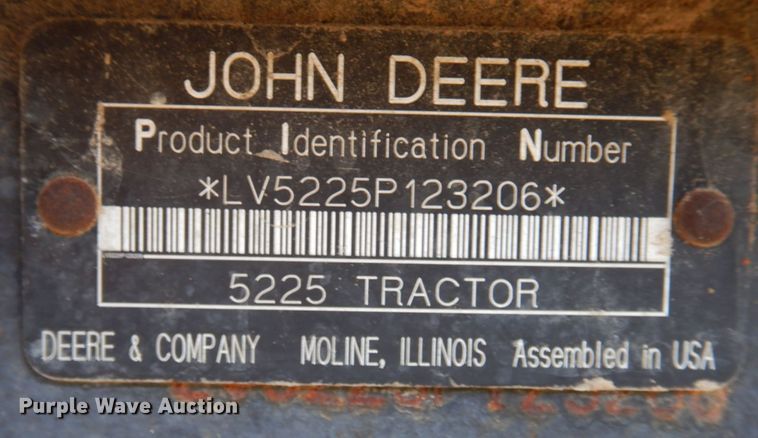 JOHN DEERE
Product Identification Number
*LV5225P123206*
5225 TRACTOR
DEERE & COMPANY MOLINE, ILLINOIS Assembled in USA
Purple Wave Auction